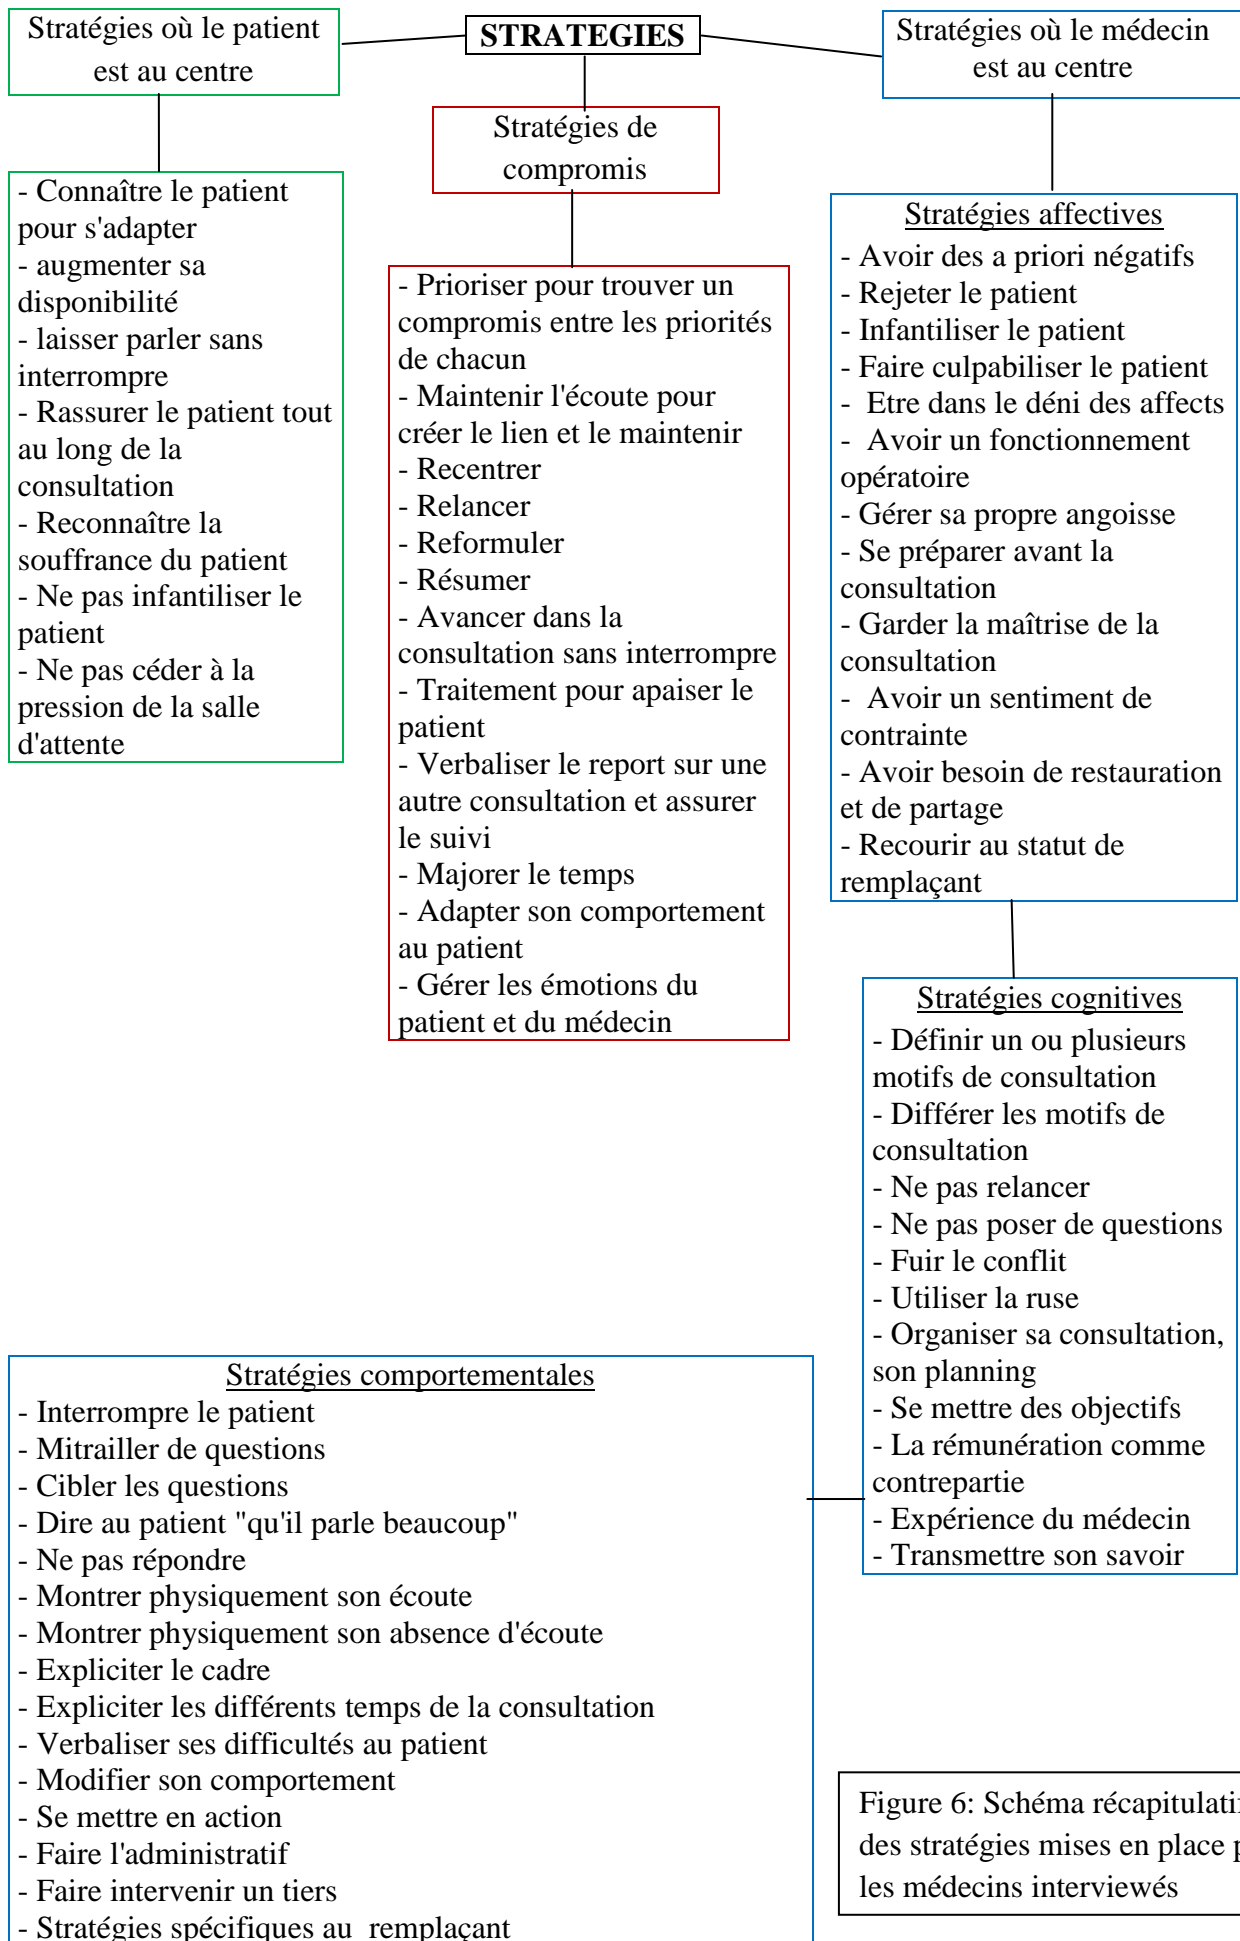 STRATEGIES
Stratégies où le patient
est au centre
- Connaître le patient
pour s'adapter
- augmenter sa
disponibilité
- laisser parler sans
interrompre
- Rassurer le patient tout
au long de la
consultation
- Reconnaître la
souffrance du patient
- Ne pas infantiliser le
patient
- Ne pas céder à la
pression de la salle
d'attente
Stratégies de
compromis
- Prioriser pour trouver un
compromis entre les priorités
de chacun
- Maintenir l'écoute pour
créer le lien et le maintenir
- Recentrer
- Relancer
- Reformuler
- Résumer
- Avancer dans la
consultation sans interrompre
- Traitement pour apaiser le
patient
- Verbaliser le report sur une
autre consultation et assurer
le suivi
- Majorer le temps
- Adapter son comportement
au patient
- Gérer les émotions du
patient et du médecin
Stratégies où le médecin
est au centre
Stratégies affectives
- Avoir des a priori négatifs
- Rejeter le patient
- Infantiliser le patient
- Faire culpabiliser le patient
- Etre dans le déni des affects
- Avoir un fonctionnement
opératoire
- Gérer sa propre angoisse
- Se préparer avant la
consultation
- Garder la maîtrise de la
consultation
- Avoir un sentiment de
contrainte
- Avoir besoin de restauration
et de partage
- Recourir au statut de
remplaçant
Stratégies cognitives
- Définir un ou plusieurs
motifs de consultation
- Différer les motifs de
consultation
- Ne pas relancer
- Ne pas poser de questions
- Fuir le conflit
- Utiliser la ruse
- Organiser sa consultation,
son planning
- Se mettre des objectifs
- La rémunération comme
contrepartie
- Expérience du médecin
- Transmettre son savoir
Stratégies comportementales
- Interrompre le patient
- Mitrailler de questions
- Cibler les questions
- Dire au patient "qu'il parle beaucoup"
- Ne pas répondre
- Montrer physiquement son écoute
- Montrer physiquement son absence d'écoute
- Expliciter le cadre
- Expliciter les différents temps de la consultation
- Verbaliser ses difficultés au patient
- Modifier son comportement
- Se mettre en action
- Faire l'administratif
- Faire intervenir un tiers
- Stratégies spécifiques au remplaçant
Figure 6: Schéma récapitulatif
des stratégies mises en place p
les médecins interviewés